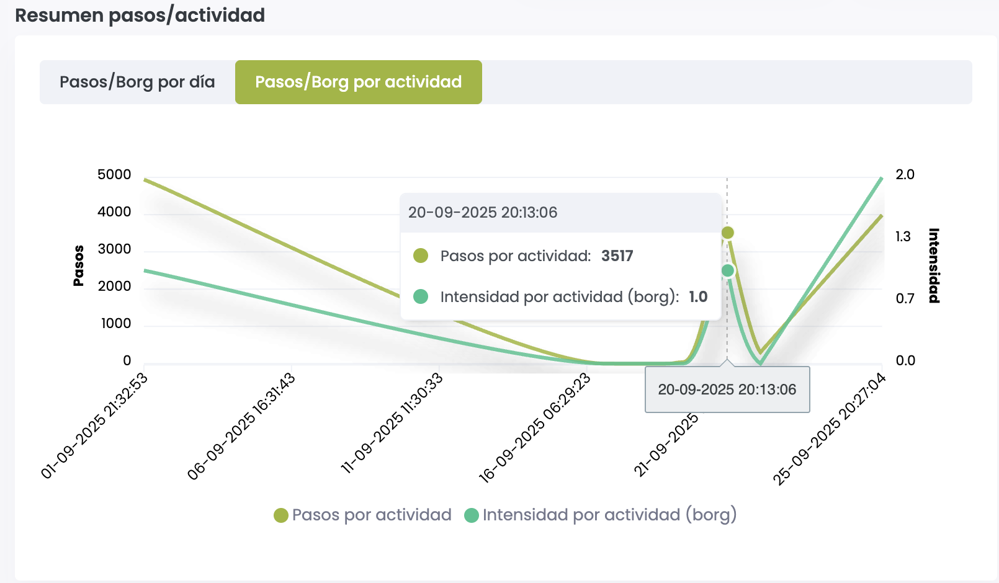 Resumen pasos/actividad
Pasos/Borg por día
Pasos/Borg por actividad
5000
4000
3000
2000
1000
0
Pasos
2.0
1.3
0.7
0.0
Intensidad
20-09-2025 20:13:06
Pasos por actividad: 3517
Intensidad por actividad (borg): 1.0
20-09-2025 20:13:06
01-09-2025 21:32:53
06-09-2025 16:31:43
11-09-2025 11:30:33
16-09-2025 06:29:23
21-09-2025
25-09-2025 20:27:04
Pasos por actividad
Intensidad por actividad (borg)